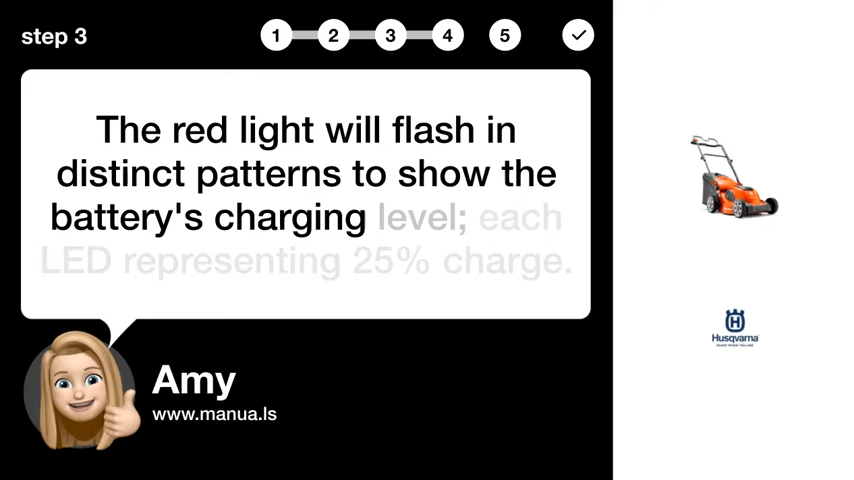 step 3
1 2 3 4 5
The red light will flash in
distinct patterns to show the
battery's charging level; each
LED representing 25% charge.
Amy
www.manua.ls
H
Husqvarna